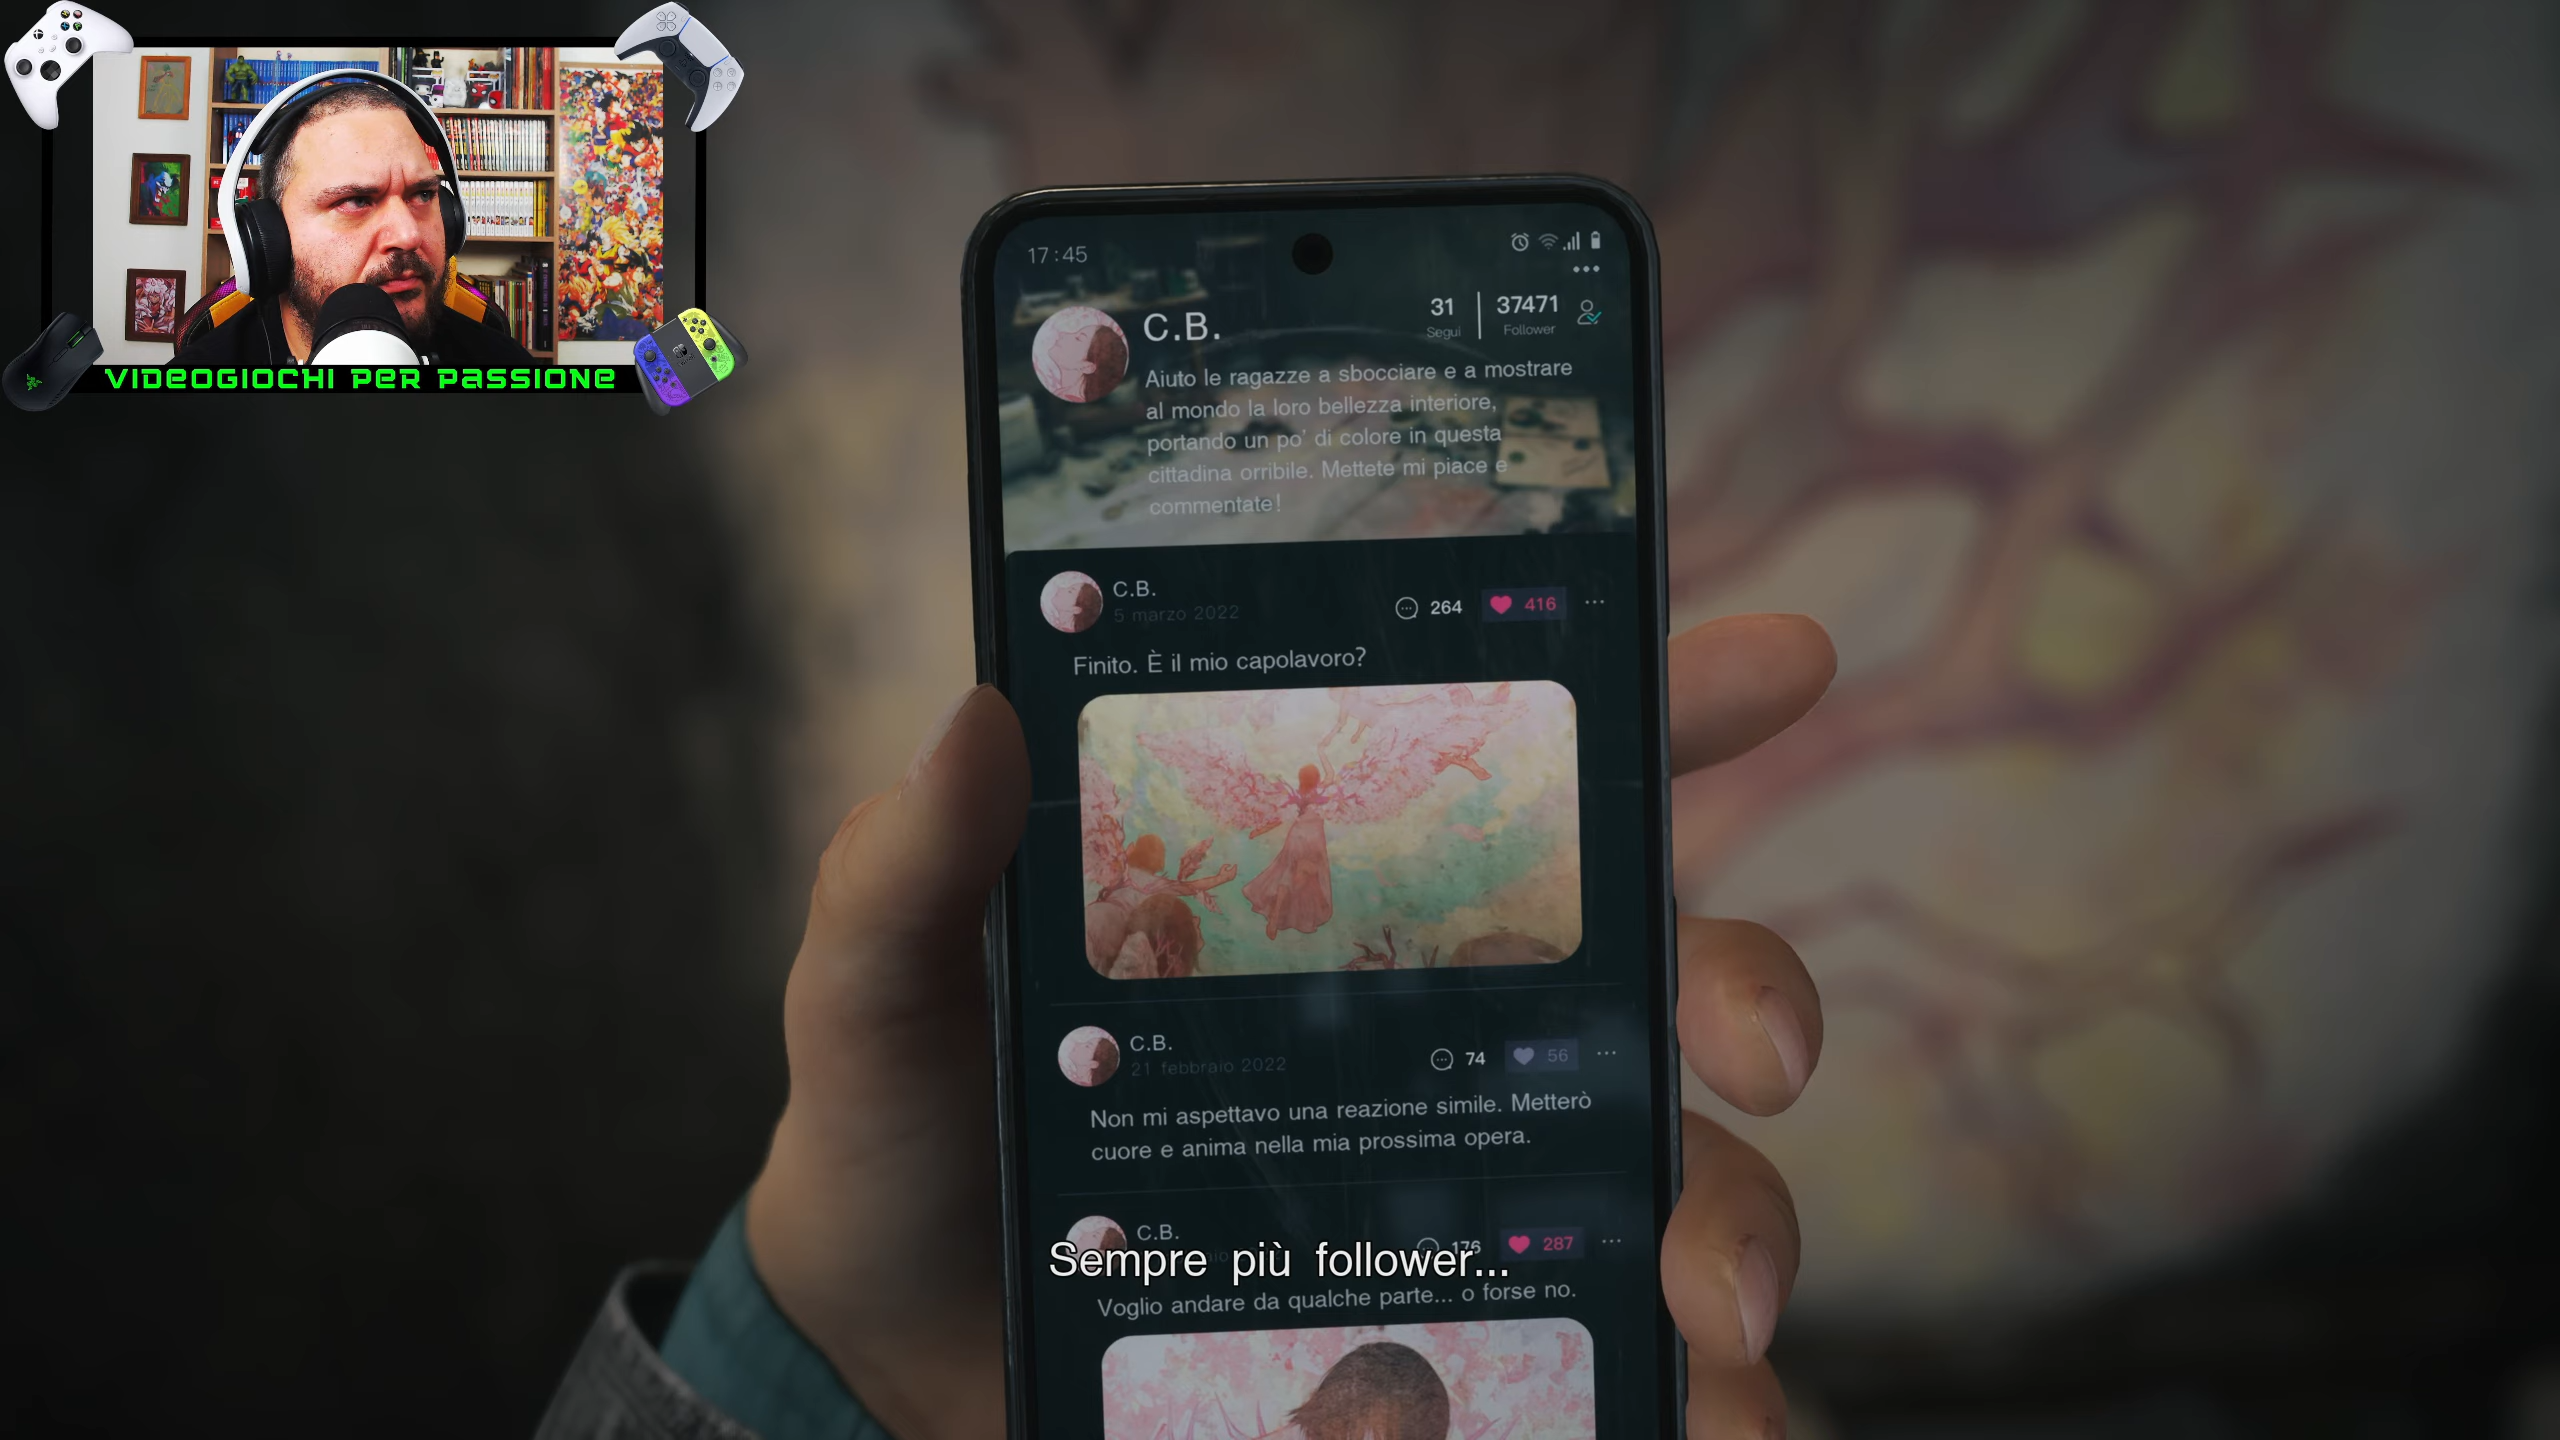 VIDEOGIOCHI PER PASSIONE
17:45
C.B.
31
Segui
37471
Follower
Aiuto le ragazze a sbocciare e a mostrare
al mondo la loro bellezza interiore,
portando un po' di colore in questa
cittadina orribile. Mettete mi piace e
commentate!
C.B.
5 marzo 2022
264
416
Finito. È il mio capolavoro?
C.B.
21 febbraio 2022
74
56
Non mi aspettavo una reazione simile. Metterò
cuore e anima nella mia prossima opera.
C.B.
176
287
Sempre più follower...
Voglio andare da qualche parte... o forse no.